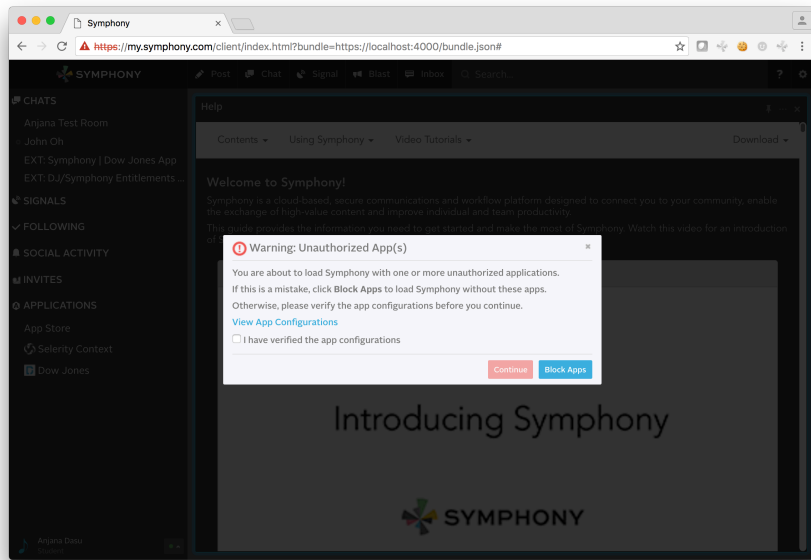 Symphony
https://my.symphony.com/client/index.html?bundle=https://localhost:4000/bundle.json#
SYMPHONY
Post Chat Signal Blast Inbox Search..
?
CHATS
Anjana Test Room
John Oh
EXT: Symphony | Dow Jones App
EXT: DJ/Symphony Entitlements ..
SIGNALS
FOLLOWING
SOCIAL ACTIVITY
INVITES
APPLICATIONS
App Store
Selerity Context
Dow Jones
Anjana Dasu
Help
Contents Using Symphony Video Tutorials Download
Welcome to Symphony!
Symphony is a cloud-based, secure communications and workflow platform designed to connect you to your community, enable
the exchange of high-value content and improve individual and team productivity.
This guide provides the information you need to get started and make the most of Symphony. Watch this video for an introduction
of S
Warning: Unauthorized App(s)
You are about to load Symphony with one or more unauthorized applications.
If this is a mistake, click Block Apps to load Symphony without these apps.
Otherwise, please verify the app configurations before you continue.
View App Configurations
I have verified the app configurations
Continue Block Apps
Introducing Symphony
SYMPHONY